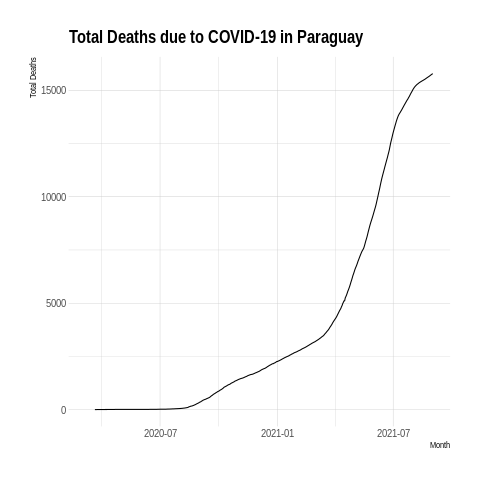 Total Deaths due to COVID-19 in Paraguay
Total Deaths
15000
10000
5000
0
2020-07 2021-01 2021-07
Month